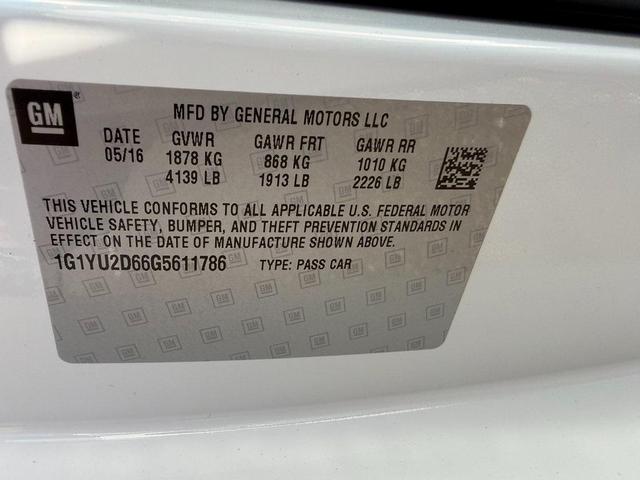 GM ®
MFD BY GENERAL MOTORS LLC
DATE GVWR GAWR FRT GAWR RR
05/16 1878 KG 868 KG 1010 KG
4139 LB 1913 LB 2226 LB
THIS VEHICLE CONFORMS TO ALL APPLICABLE U.S. FEDERAL MOTOR
VEHICLE SAFETY, BUMPER, AND THEFT PREVENTION STANDARDS IN
EFFECT ON THE DATE OF MANUFACTURE SHOWN ABOVE.
1G1YU2D66G5611786 TYPE: PASS CAR